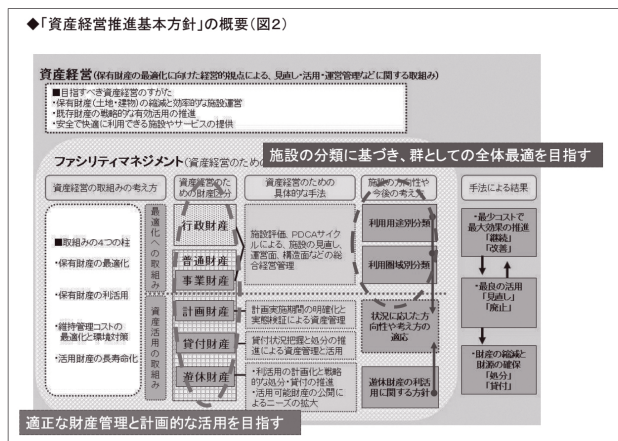 ◆「資産経営推進基本方針」の概要(図2)
資産経営(保有財産の最適化に向けた経営的視点による、見直し・活用・運営管理などに関する取組み)
■目指すべき資産経営のすがた
・保有財産(土地・建物)の縮減と効率的な施設運営
・既存財産の戦略的な有効活用の推進
・安全で快適に利用できる施設やサービスの提供
施設の分類に基づき、群としての全体最適を目指す
ファシリティマネジメント(資産経営のため
資産経営の取組みの考え方
資産経営のた
めの財産区分
資産経営のための
具体的な手法
施設の方向性や
今後の考え方
手法による結果
■取組みの4つの柱
・保有財産の最適化
・保有財産の利活用
・維持管理コストの
最適化と環境対策
・活用財産の長寿命化
最適化への取組み
資産活用の取組み
行政財産
普通財産
事業財産
計画財産
貸付財産
遊休財産
施設評価、PDCAサイク
ルによる、施設の見直し、
運営面、構造面などの総
合経営管理
計画実施期間の明確化と
実態検証による資産管理
貸付状況把握と処分の推
進による資産管理と活用
・利活用の計画化と戦略
的な処分・貸付の推進
・活用可能財産の公開に
よるニーズの拡大
利用用途別分類
利用圏域別分類
状況に応じた方
向性や考え方の
適応
遊休財産の利活
用に関する方針
・最少コストで
最大効果の推進
「継続」
「改善」
・最良の活用
「見直し」
「廃止」
・財産の縮減と
財源の確保
「処分」
「貸付」
適正な財産管理と計画的な活用を目指す